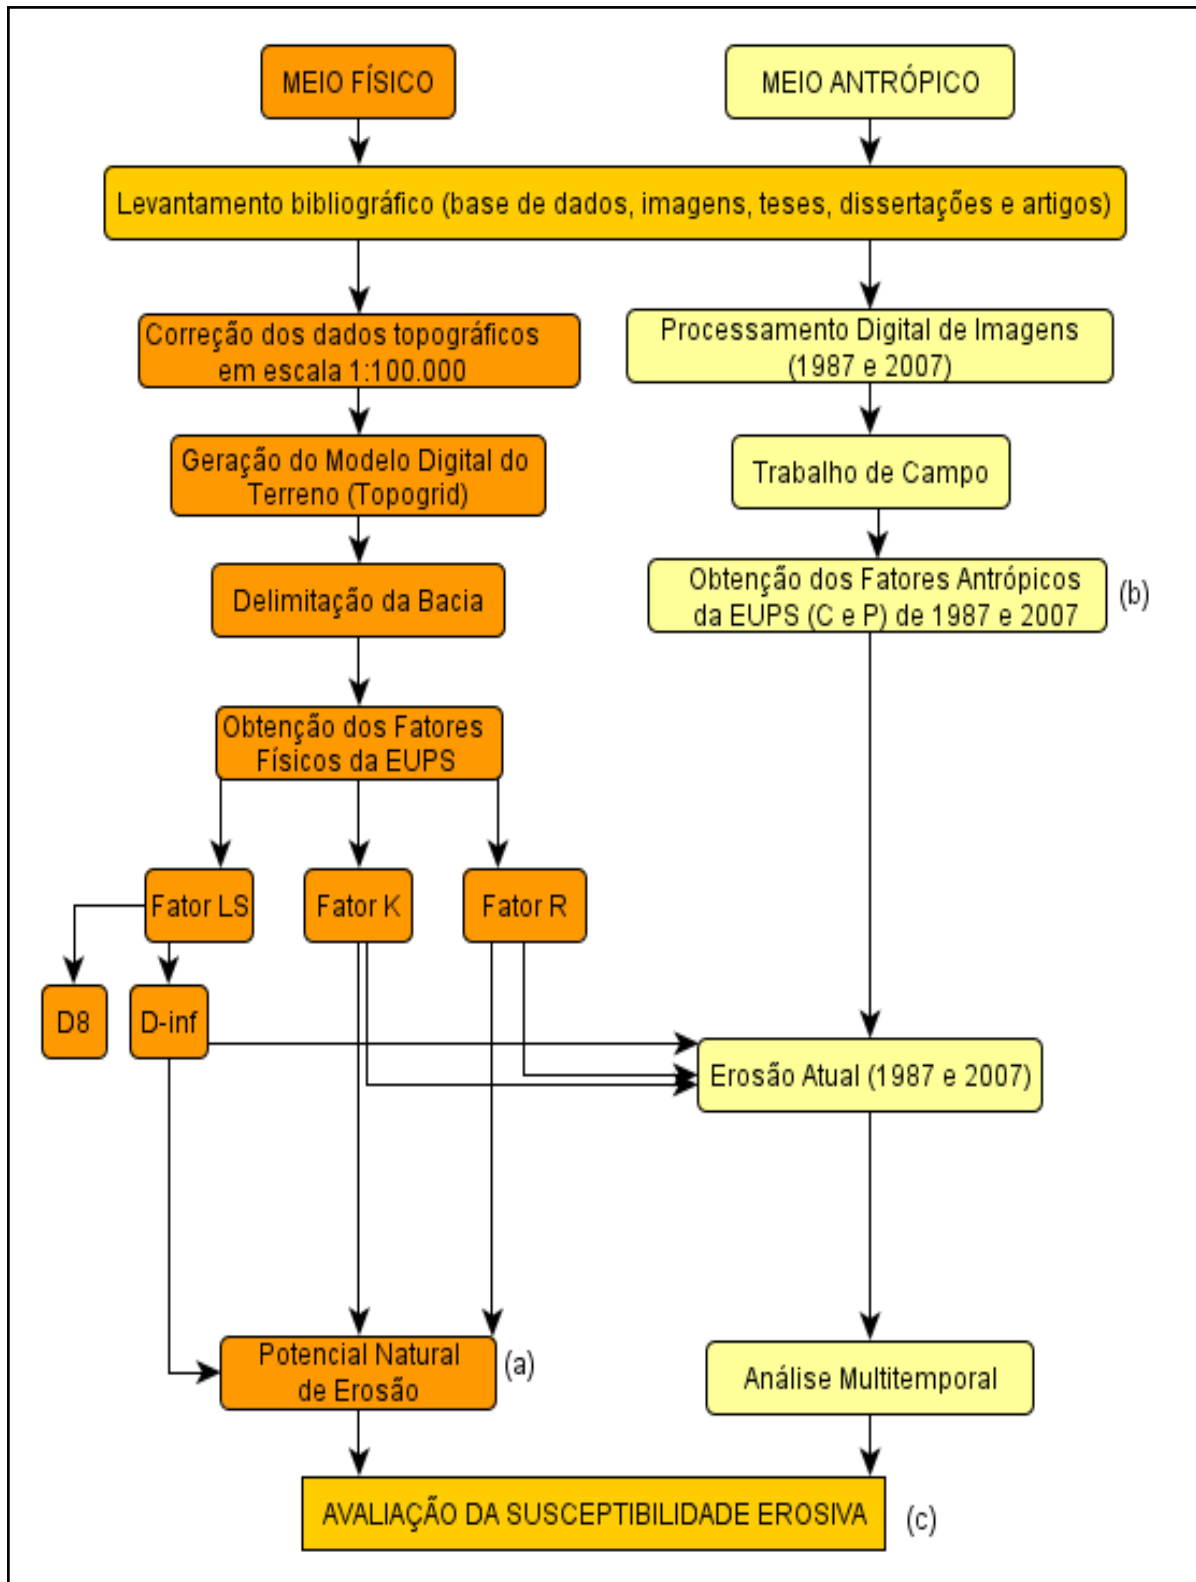 MEIO FÍSICO
MEIO ANTRÓPICO
Levantamento bibliográfico (base de dados, imagens, teses, dissertações e artigos)
Correção dos dados topográficos
em escala 1:100.000
Processamento Digital de Imagens
(1987 e 2007)
Geração do Modelo Digital do
Terreno (Topogrid)
Trabalho de Campo
Delimitação da Bacia
Obtenção dos Fatores Antrópicos
da EUPS (C e P) de 1987 e 2007
(b)
Obtenção dos Fatores
Físicos da EUPS
Fator LS
Fator K
Fator R
D8
D-inf
Erosão Atual (1987 e 2007)
Potencial Natural
de Erosão
(a)
Análise Multitemporal
AVALIAÇÃO DA SUSCEPTIBILIDADE EROSIVA
(c)